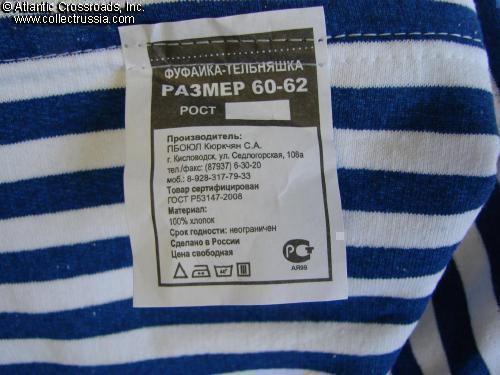 © Atlantic Crossroads, Inc.
www.collectrussia.com
ФУФАЙКА-ТЕЛЬНЯШКА
РАЗМЕР 60-62
РОСТ
Производитель:
ПБОЮЛ Кюркчян С.А.
г. Кисловодск, ул. Седлогорская, 108а
тел./факс: (87937) 6-30-20
моб.: 8-928-317-79-33
Товар сертифицирован
ГОСТ Р53147-2008
Материал:
100% хлопок
Срок годности: неограничен
Сделано в России
Цена свободная
РСТ
АЯ99